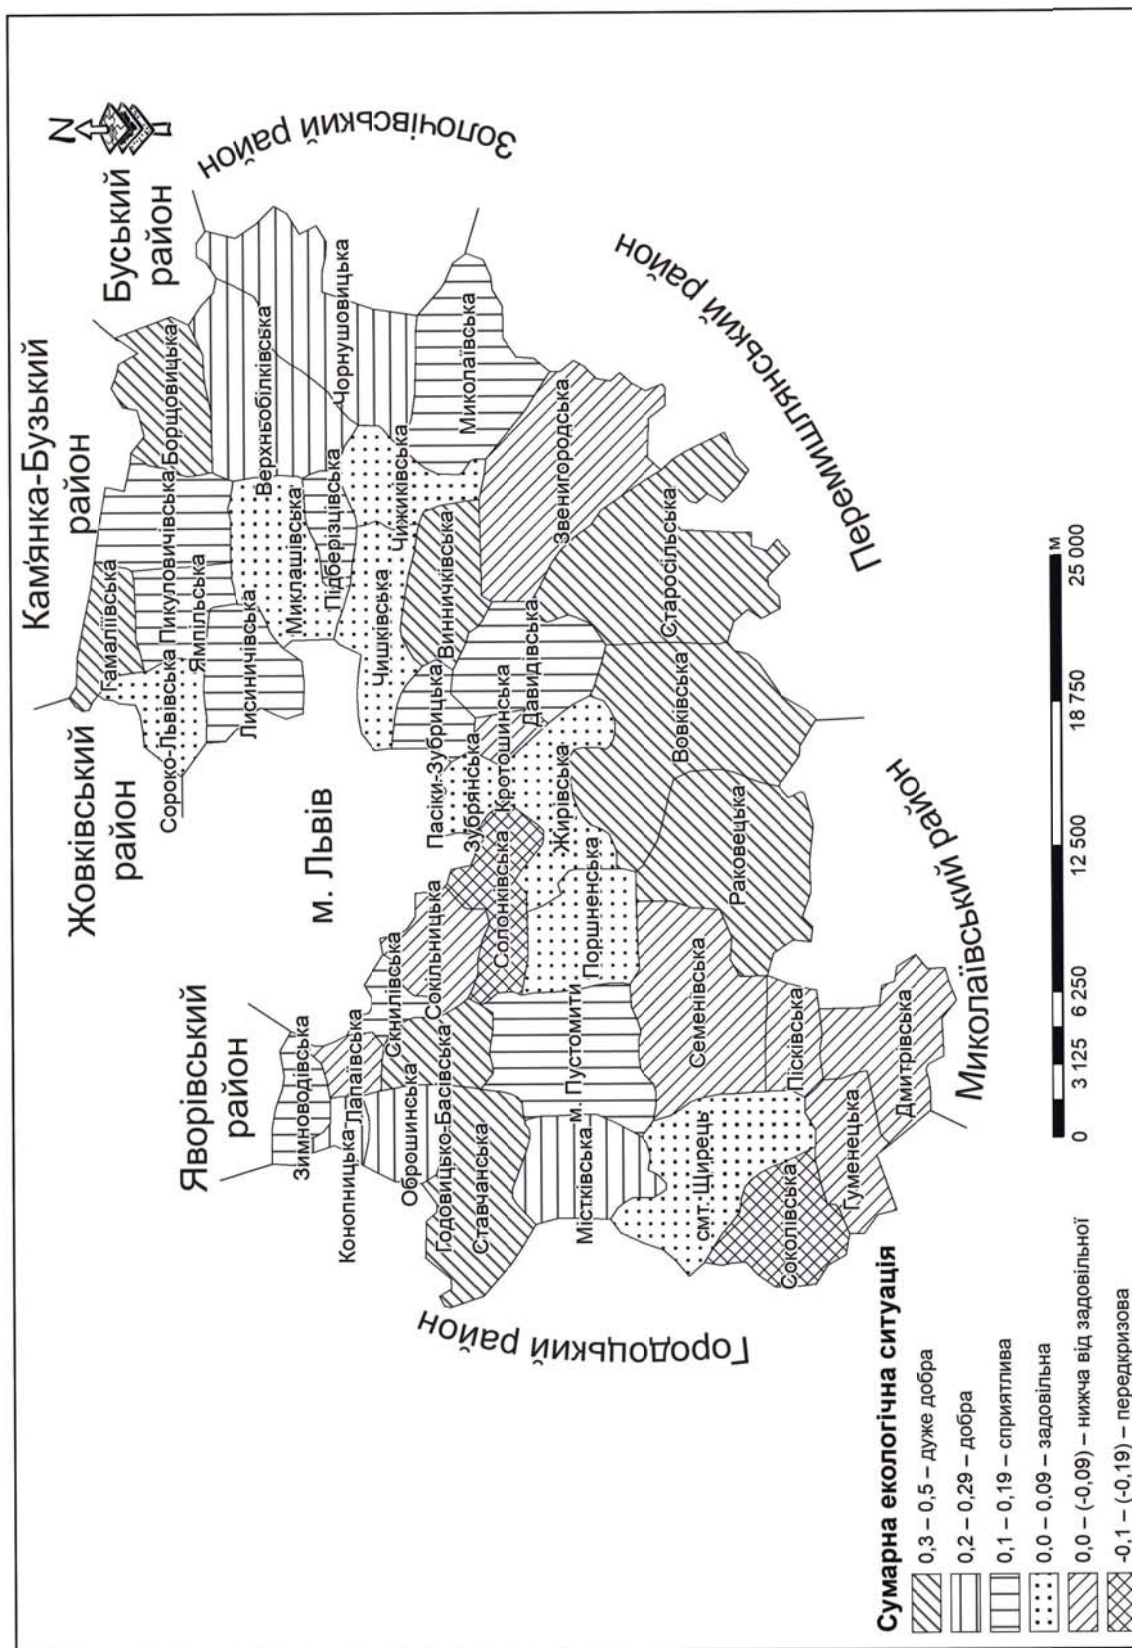 N
Яворівський
район
Жовківський
район
Кам'янка-Бузький
район
Буський
район
Золочівський район
Перемишлянський район
Миколаївський район
Городоцький район
м. Львів
Гамаліївська
Сороко-Львівська
Пикуловичівська
Борщовицька
Ямпільська
Лисиничівська
Верхньобілківська
Миклашівська
Підберізцівська
Чорнушовицька
Зимноводівська
Конопницька
Лапаївська
Скнилівська
Чишківська
Чижиківська
Оброшинська
Годовицько-Басівська
Сокільницька
Пасіки-Зубрицька
Винничківська
Миколаївська
Ставчанська
Зубрянська
Солонківська
Кротошинська
Давидівська
Звенигородська
м. Пустомити
Містківська
Поршненська
Жирівська
Старосільська
смт. Щирець
Семенівська
Вовківська
Раковецька
Соколівська
Пісківська
Гуменецька
Дмитрівська
Сумарна екологічна ситуація
0,3 – 0,5 – дуже добра
0,2 – 0,29 – добра
0,1 – 0,19 – сприятлива
0,0 – 0,09 – задовільна
0,0 – (-0,09) – нижча від задовільної
-0,1 – (-0,19) – передкризова
0 3 125 6 250 12 500 18 750 25 000
м